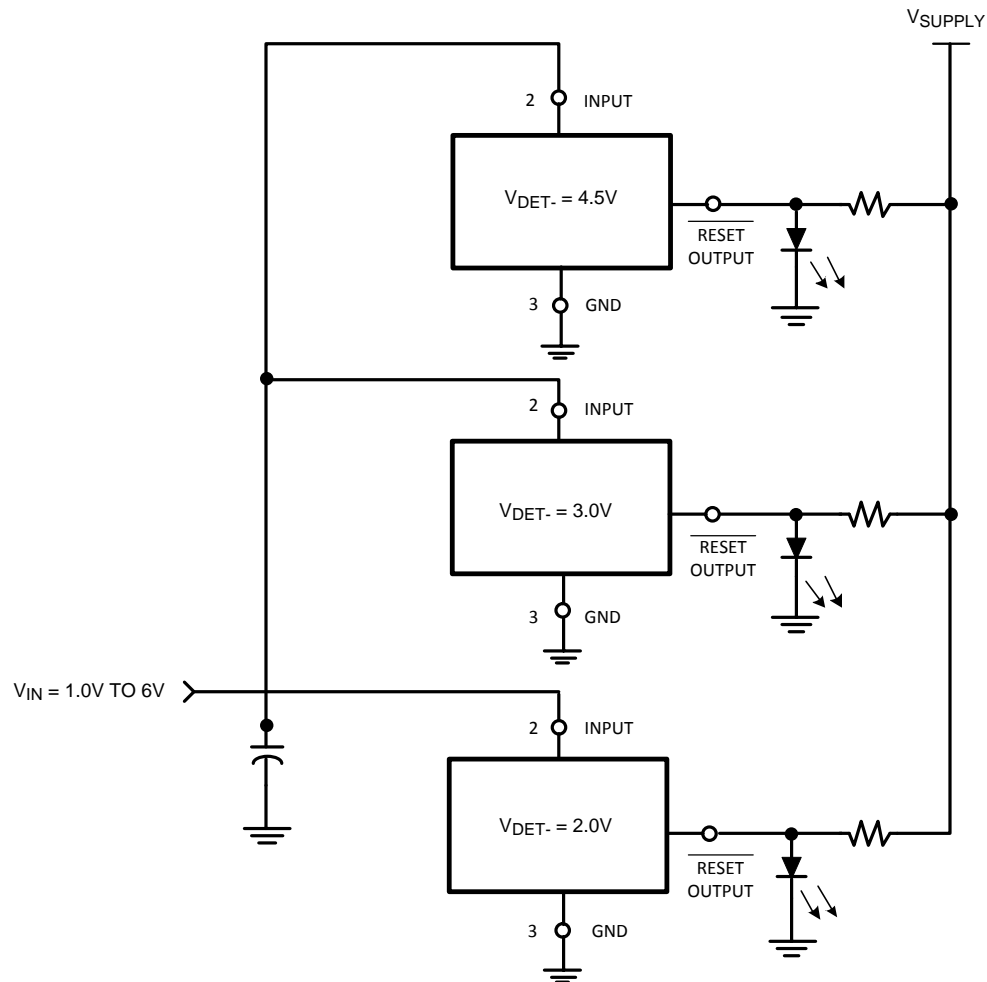 VSUPPLY
2 INPUT
VDET- = 4.5V
RESET
OUTPUT
3 GND
2 INPUT
VDET- = 3.0V
RESET
OUTPUT
3 GND
VIN = 1.0V TO 6V
2 INPUT
VDET- = 2.0V
RESET
OUTPUT
3 GND